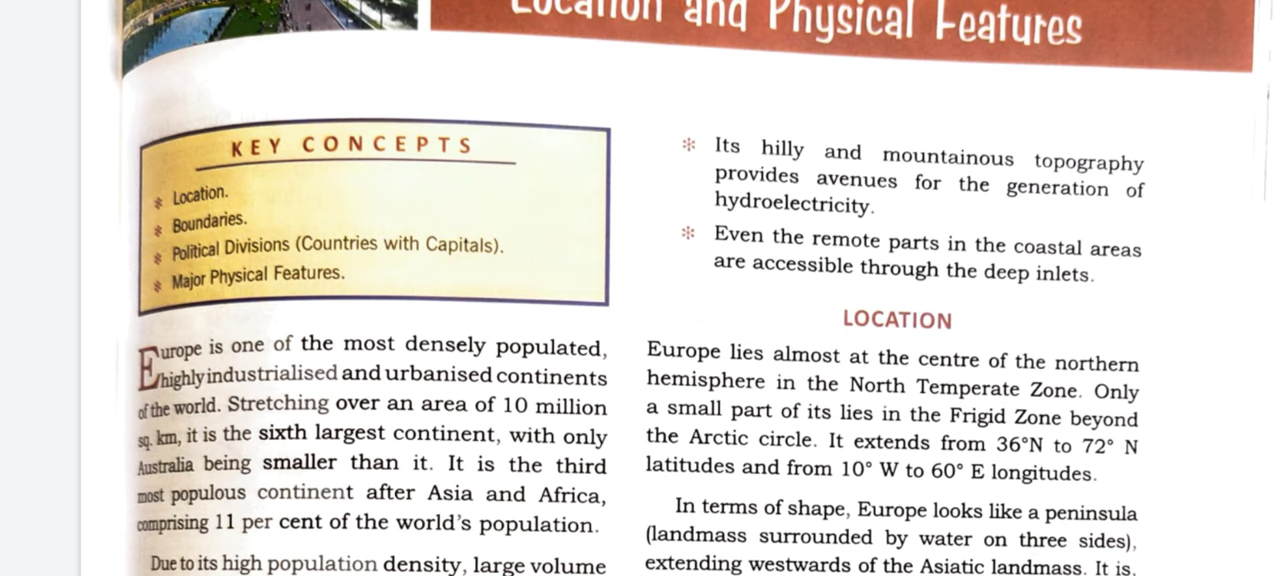 Location and Physical Features
KEY CONCEPTS
* Location.
* Boundaries.
* Political Divisions (Countries with Capitals).
* Major Physical Features.
Europe is one of the most densely populated,
highly industrialised and urbanised continents
of the world. Stretching over an area of 10 million
sq. km, it is the sixth largest continent, with only
Australia being smaller than it. It is the third
most populous continent after Asia and Africa,
comprising 11 per cent of the world's population.
Due to its high population density, large volume
* Its hilly and mountainous topography
provides avenues for the generation of
hydroelectricity.
* Even the remote parts in the coastal areas
are accessible through the deep inlets.
LOCATION
Europe lies almost at the centre of the northern
hemisphere in the North Temperate Zone. Only
a small part of its lies in the Frigid Zone beyond
the Arctic circle. It extends from 36°N to 72° N
latitudes and from 10° W to 60° E longitudes.
In terms of shape, Europe looks like a peninsula
(landmass surrounded by water on three sides),
extending westwards of the Asiatic landmass. It is,